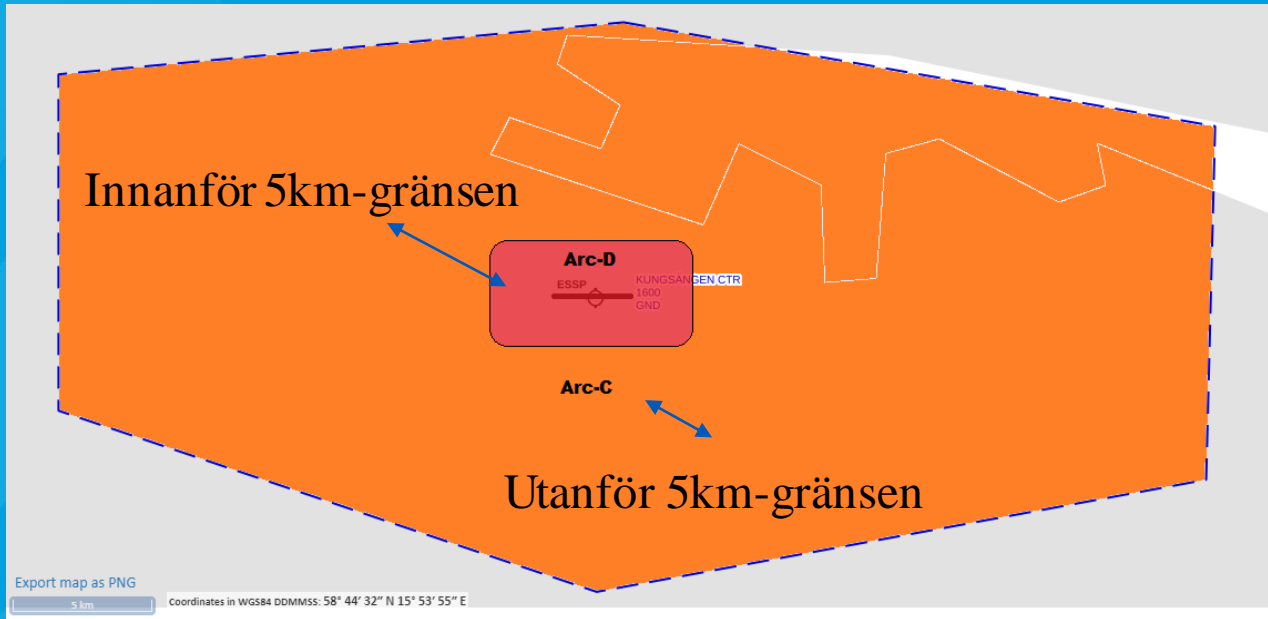 Innanför 5km-gränsen
Arc-D
ESSP
KUNGSÄNGEN CTR
1600
GND
Arc-C
Utanför 5km-gränsen
Export map as PNG
5 km
Coordinates in WGS84 DDMMSS: 58° 44′ 32″ N 15° 53′ 55″ E